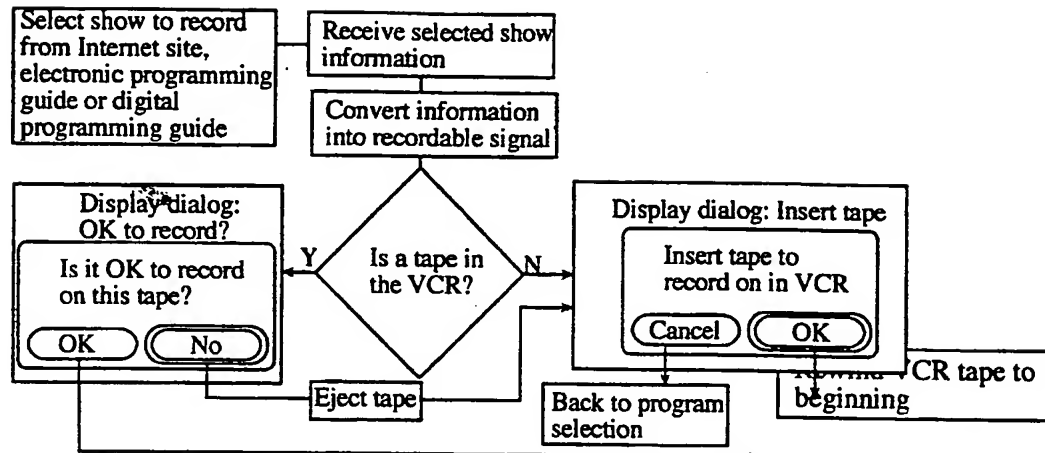 Select show to record
from Internet site,
electronic programming
guide or digital
programming guide
Receive selected show
information
Convert information
into recordable signal
Is a tape in
the VCR?
Y
N
Display dialog:
OK to record?
Is it OK to record
on this tape?
OK
No
Eject tape
Display dialog: Insert tape
Insert tape to
record on in VCR
Cancel
OK
Back to program
selection
VCR tape to
beginning